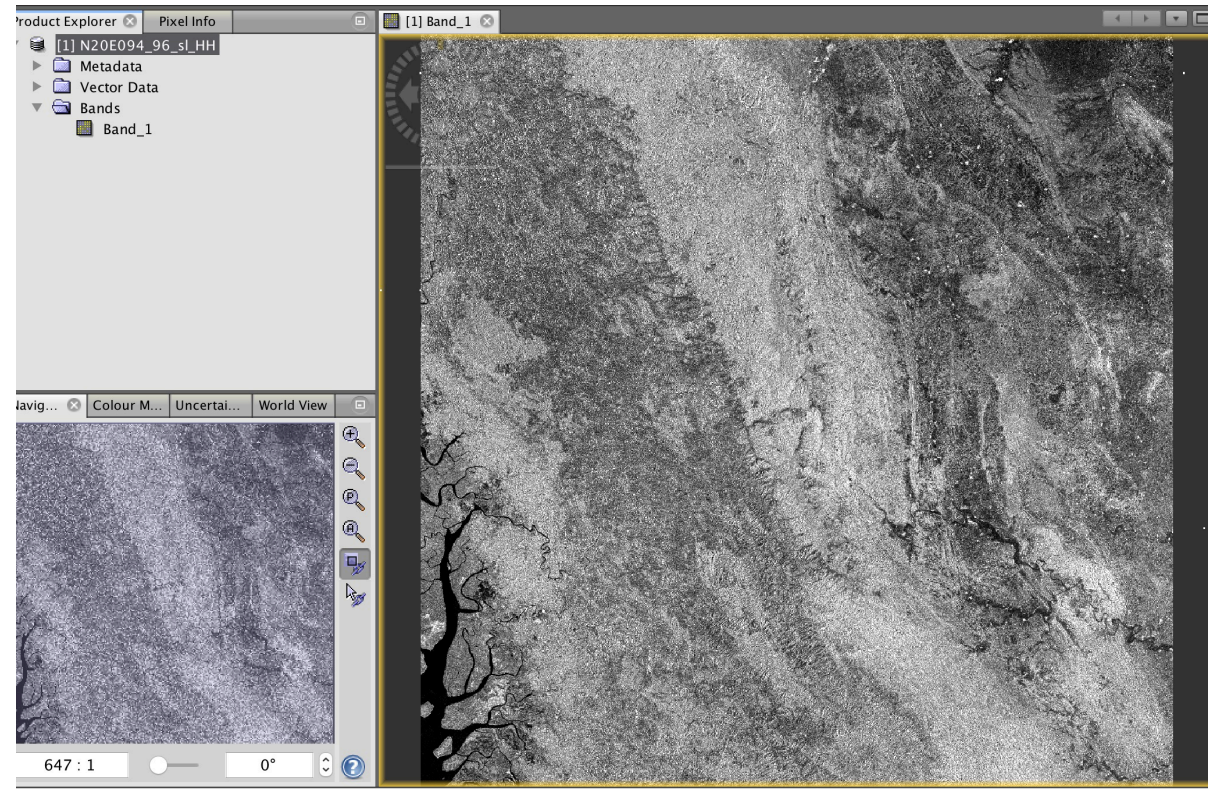 Product Explorer Pixel Info
[1] N20E094_96_sl_HH
Metadata
Vector Data
Bands
Band_1
Navig... Colour M... Uncertai... World View
647 : 1 0°
[1] Band_1